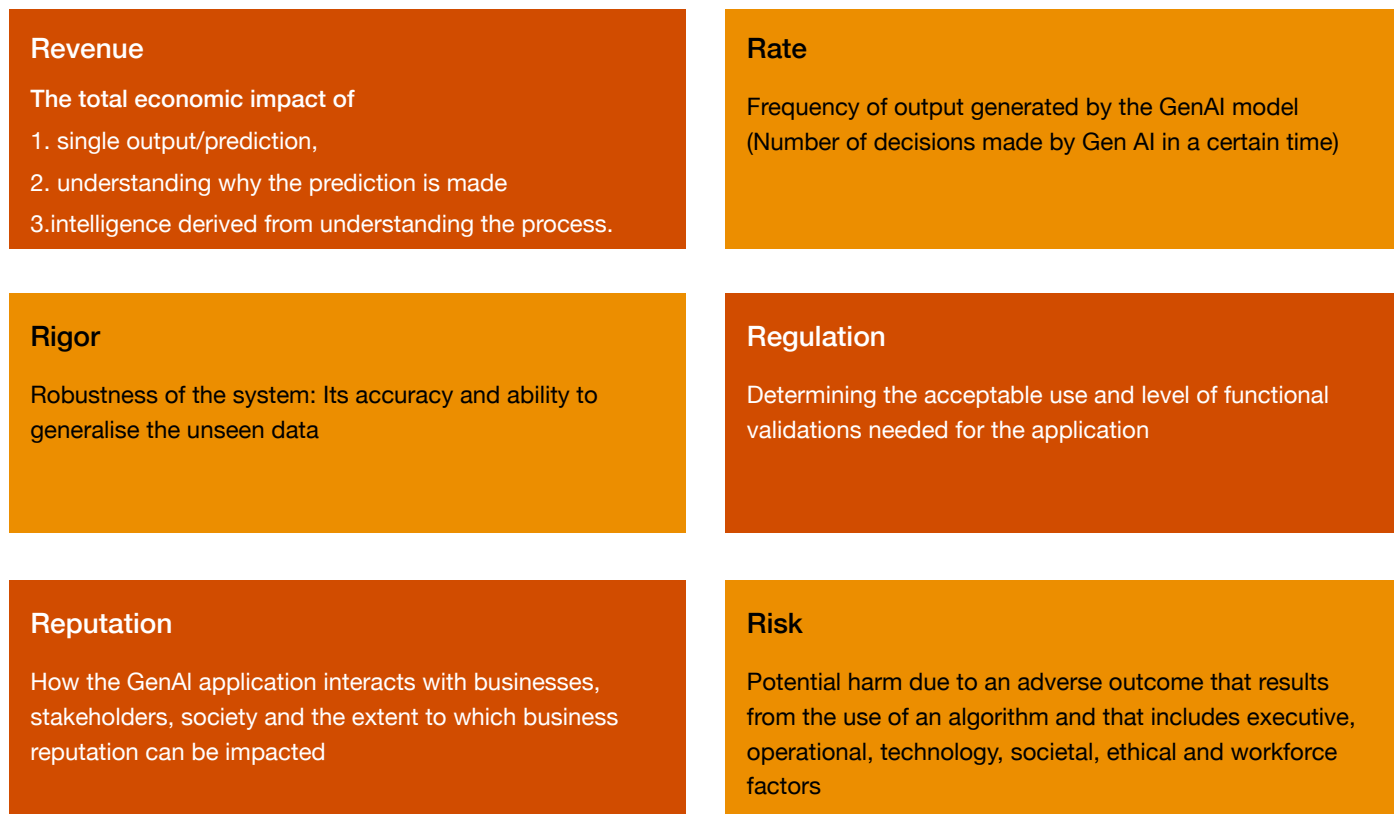 Revenue
The total economic impact of
1. single output/prediction,
2. understanding why the prediction is made
3.intelligence derived from understanding the process.
Rate
Frequency of output generated by the GenAI model
(Number of decisions made by Gen AI in a certain time)
Rigor
Robustness of the system: Its accuracy and ability to
generalise the unseen data
Regulation
Determining the acceptable use and level of functional
validations needed for the application
Reputation
How the GenAI application interacts with businesses,
stakeholders, society and the extent to which business
reputation can be impacted
Risk
Potential harm due to an adverse outcome that results
from the use of an algorithm and that includes executive,
operational, technology, societal, ethical and workforce
factors